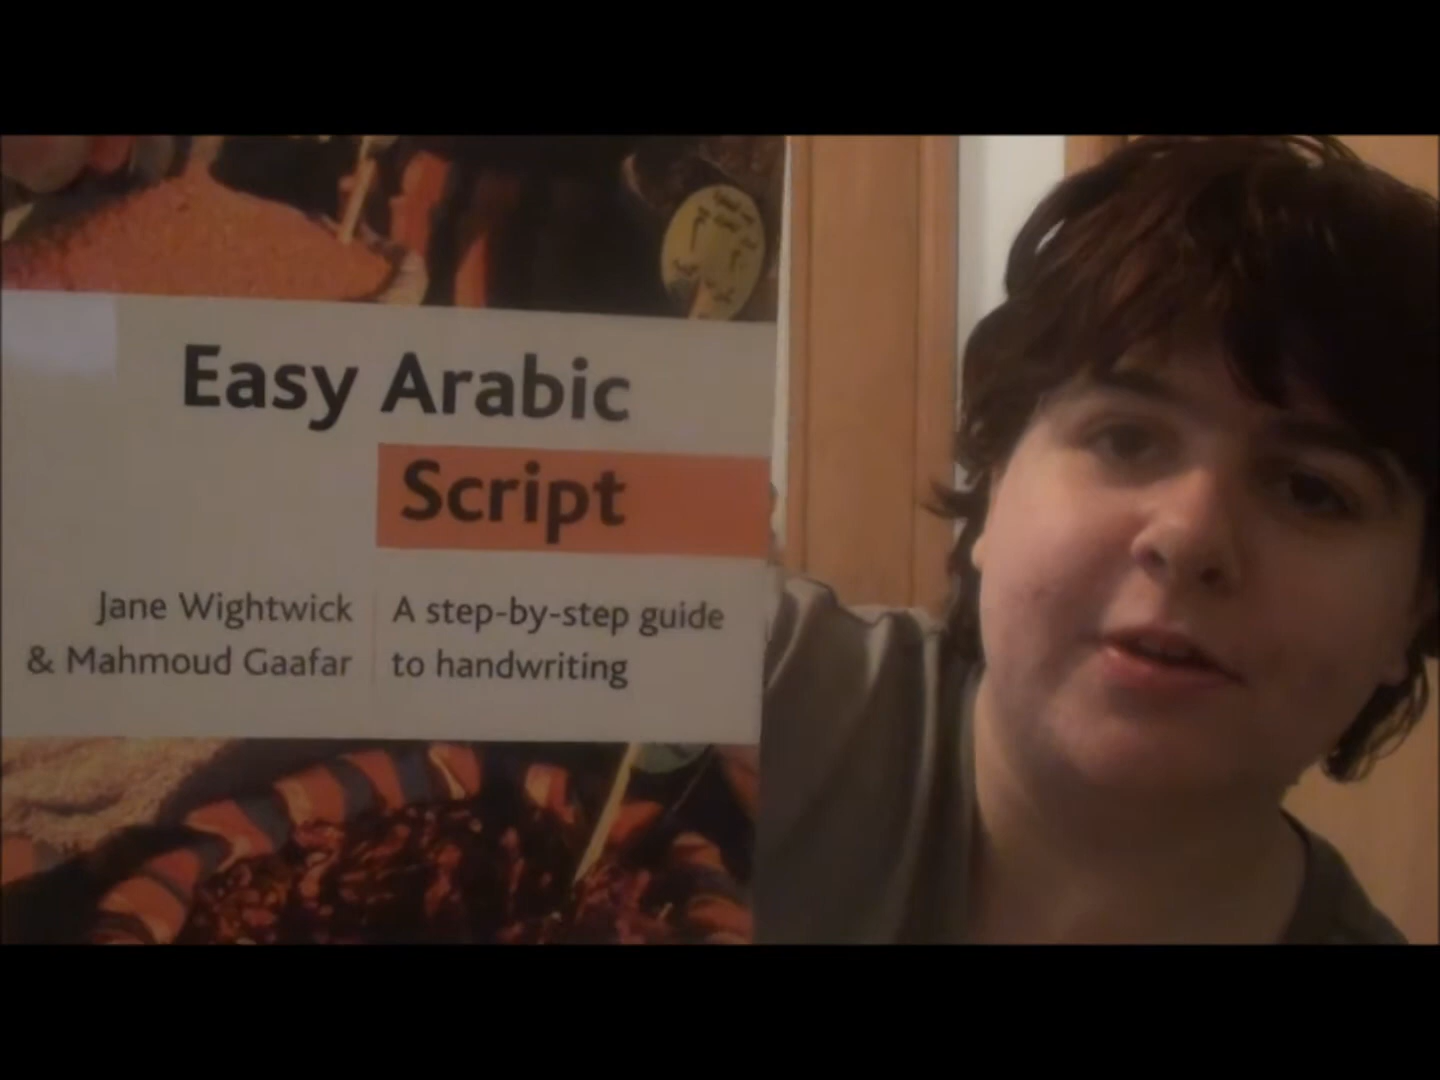 Easy Arabic
Script
Jane Wightwick
& Mahmoud Gaafar
A step-by-step guide
to handwriting